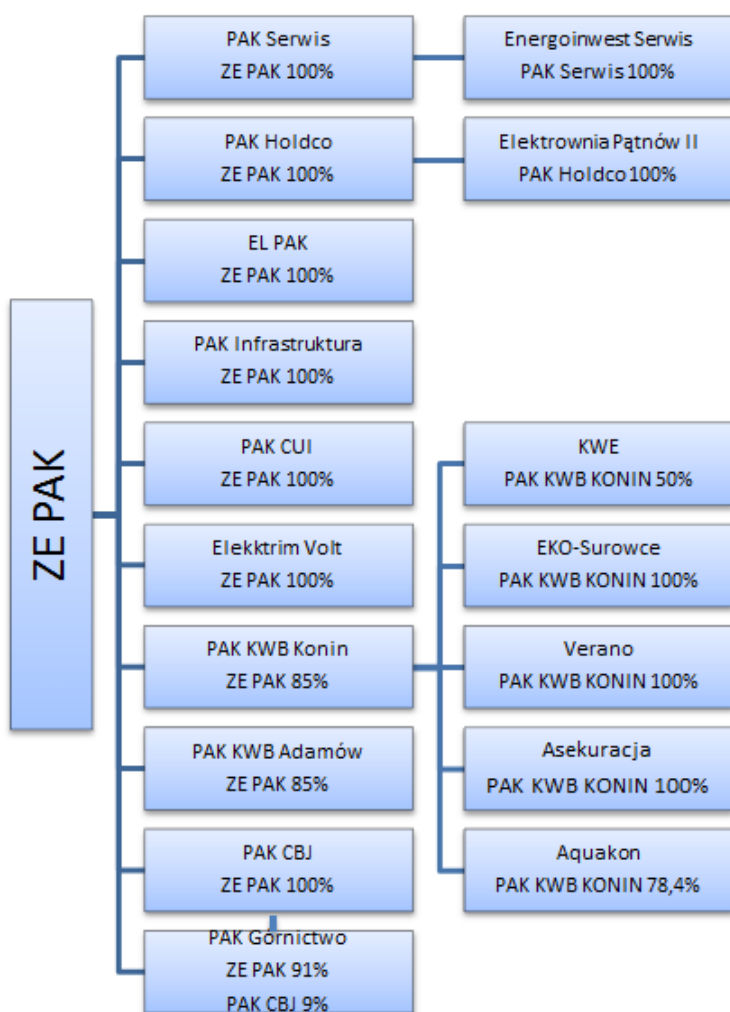 ZE PAK
PAK Serwis
ZE PAK 100%
Energoinwest Serwis
PAK Serwis 100%
PAK Holdco
ZE PAK 100%
Elektrownia Pątnów II
PAK Holdco 100%
EL PAK
ZE PAK 100%
PAK Infrastruktura
ZE PAK 100%
PAK CUI
ZE PAK 100%
Elekktrim Volt
ZE PAK 100%
PAK KWB Konin
ZE PAK 85%
KWE
PAK KWB KONIN 50%
EKO-Surowce
PAK KWB KONIN 100%
Verano
PAK KWB KONIN 100%
Asekuracja
PAK KWB KONIN 100%
Aquakon
PAK KWB KONIN 78,4%
PAK KWB Adamów
ZE PAK 85%
PAK CBJ
ZE PAK 100%
PAK Górnictwo
ZE PAK 91%
PAK CBJ 9%